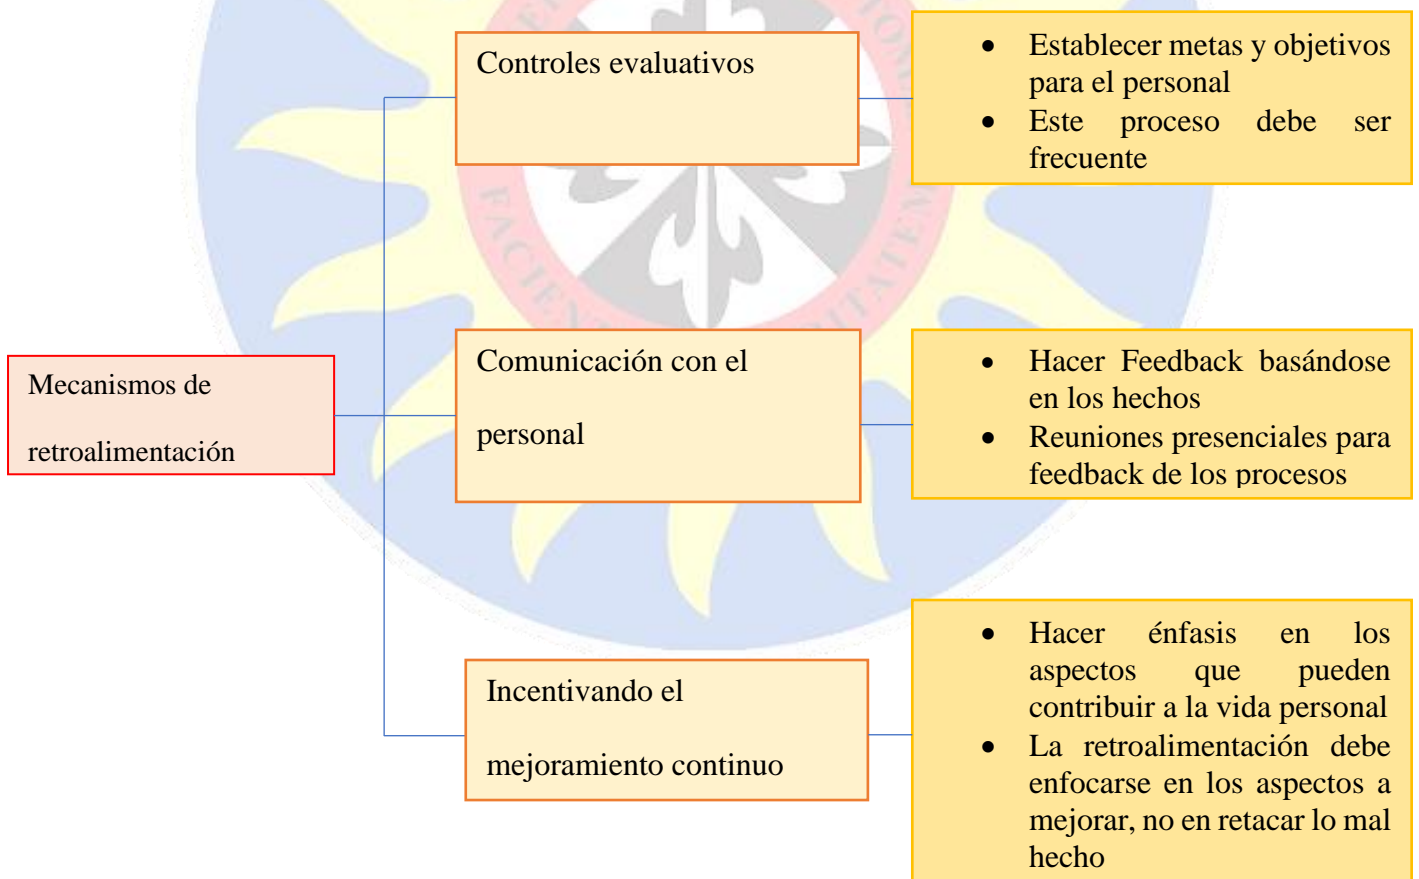 Controles evaluativos
• Establecer metas y objetivos
para el personal
• Este proceso debe ser
frecuente
Mecanismos de
retroalimentación
Comunicación con el
personal
• Hacer Feedback basándose
en los hechos
• Reuniones presenciales para
feedback de los procesos
Incentivando el
mejoramiento continuo
• Hacer énfasis en los
aspectos que pueden
contribuir a la vida personal
• La retroalimentación debe
enfocarse en los aspectos a
mejorar, no en retacar lo mal
hecho